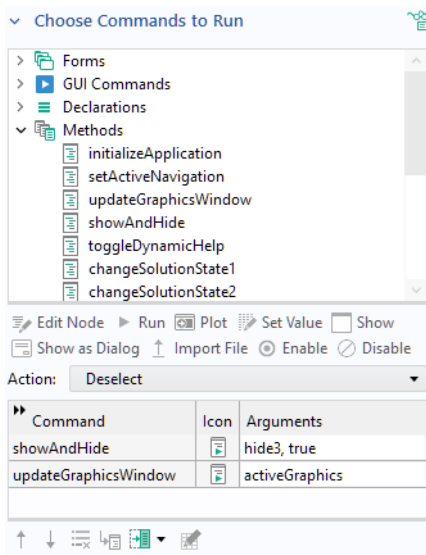 Choose Commands to Run
Forms
GUI Commands
Declarations
Methods
initializeApplication
setActiveNavigation
updateGraphicsWindow
showAndHide
toggleDynamicHelp
changeSolutionState1
changeSolutionState2
Edit Node Run Plot Set Value Show
Show as Dialog Import File Enable Disable
Action: Deselect
Command Icon Arguments
showAndHide hide3, true
updateGraphicsWindow activeGraphics